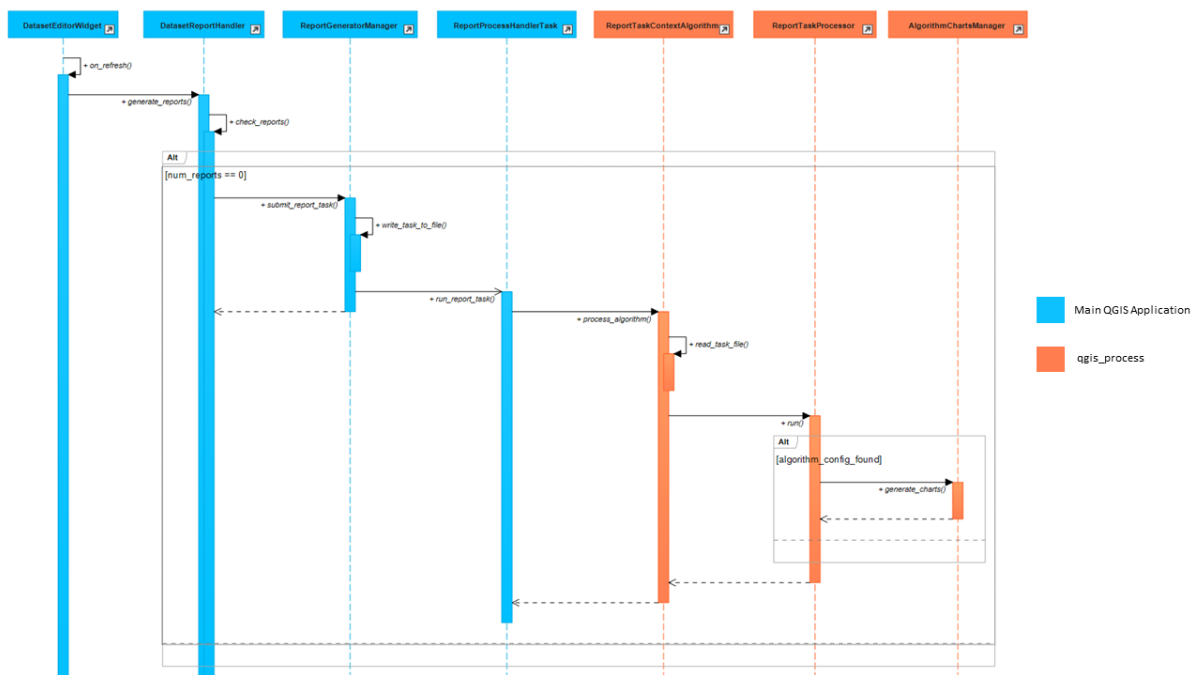 DatasetEditorWidget
DatasetReportHandler
ReportGeneratorManager
ReportProcessHandlerTask
ReportTaskContextAlgorithm
ReportTaskProcessor
AlgorithmChartsManager
+ on_refresh()
+ generate_reports()
+ check_reports()
Alt
[num_reports == 0]
+ submit_report_task()
+ write_task_to_file()
+ run_report_task()
+ process_algorithm()
+ read_task_file()
+ run()
Alt
[algorithm_config_found]
+ generate_charts()
Main QGIS Application
qgis_process